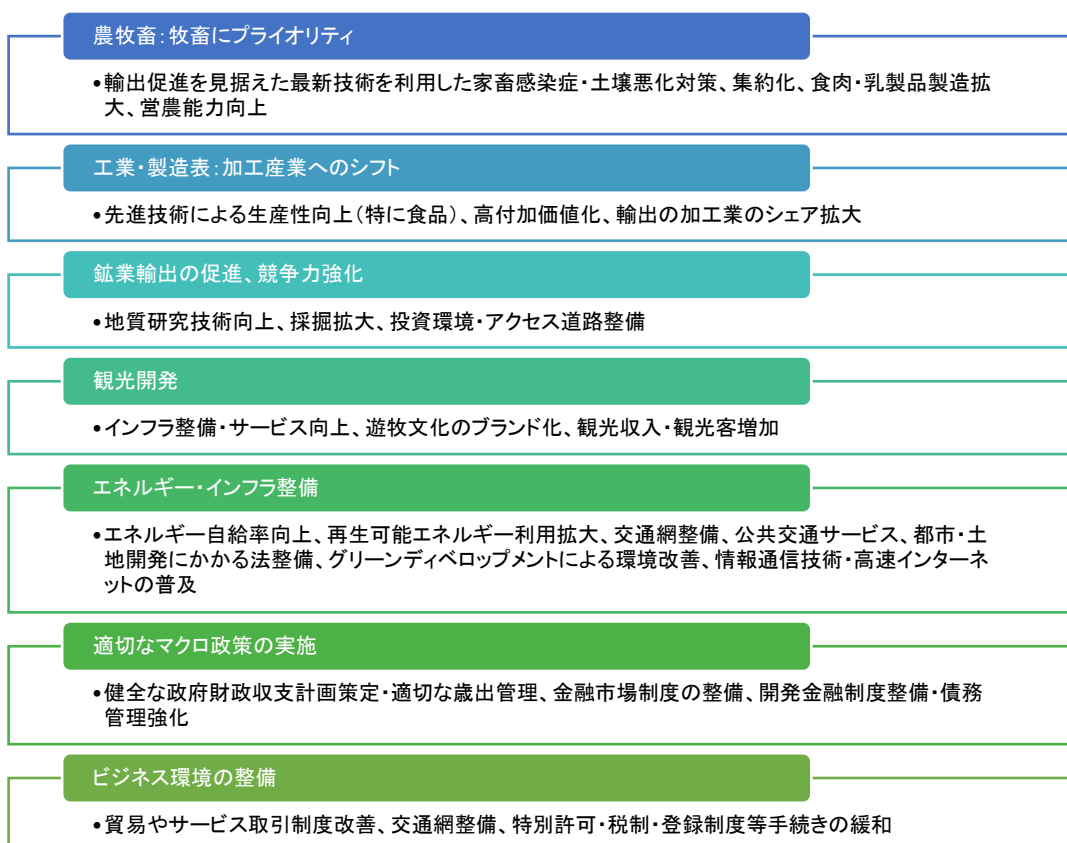 農牧畜:牧畜にプライオリティ
•輸出促進を見据えた最新技術を利用した家畜感染症・土壌悪化対策、集約化、食肉・乳製品製造拡
大、営農能力向上
工業・製造表:加工産業へのシフト
•先進技術による生産性向上(特に食品)、高付加価値化、輸出の加工業のシェア拡大
鉱業輸出の促進、競争力強化
•地質研究技術向上、採掘拡大、投資環境・アクセス道路整備
観光開発
•インフラ整備・サービス向上、遊牧文化のブランド化、観光収入・観光客増加
エネルギー・インフラ整備
•エネルギー自給率向上、再生可能エネルギー利用拡大、交通網整備、公共交通サービス、都市・土
地開発にかかる法整備、グリーンディベロップメントによる環境改善、情報通信技術・高速インターネ
ットの普及
適切なマクロ政策の実施
•健全な政府財政収支計画策定・適切な歳出管理、金融市場制度の整備、開発金融制度整備・債務
管理強化
ビジネス環境の整備
•貿易やサービス取引制度改善、交通網整備、特別許可・税制・登録制度等手続きの緩和